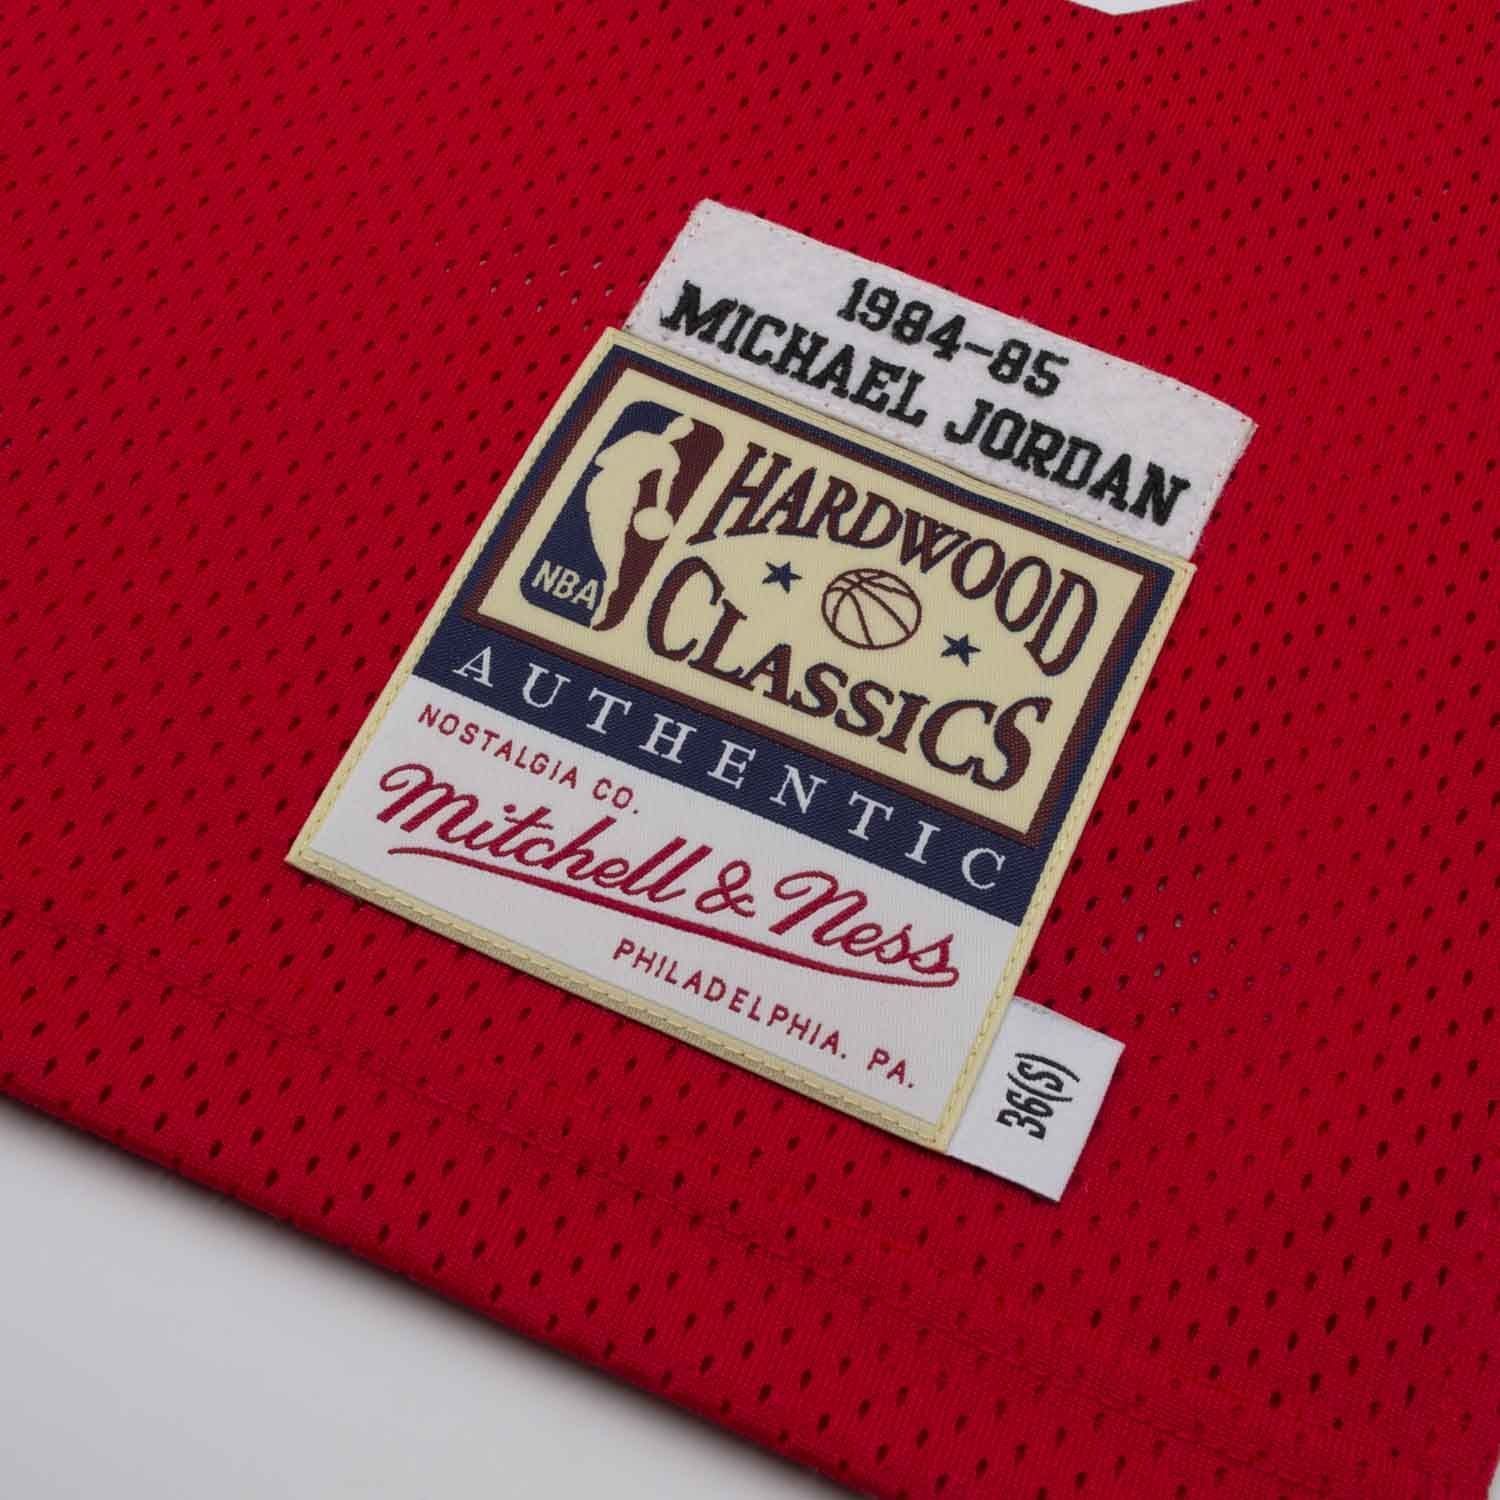 1984-85
MICHAEL JORDAN
NBA
HARDWOOD
CLASSICS
AUTHENTIC
NOSTALGIA CO.
Mitchell & Ness
PHILADELPHIA. PA.
36(S)